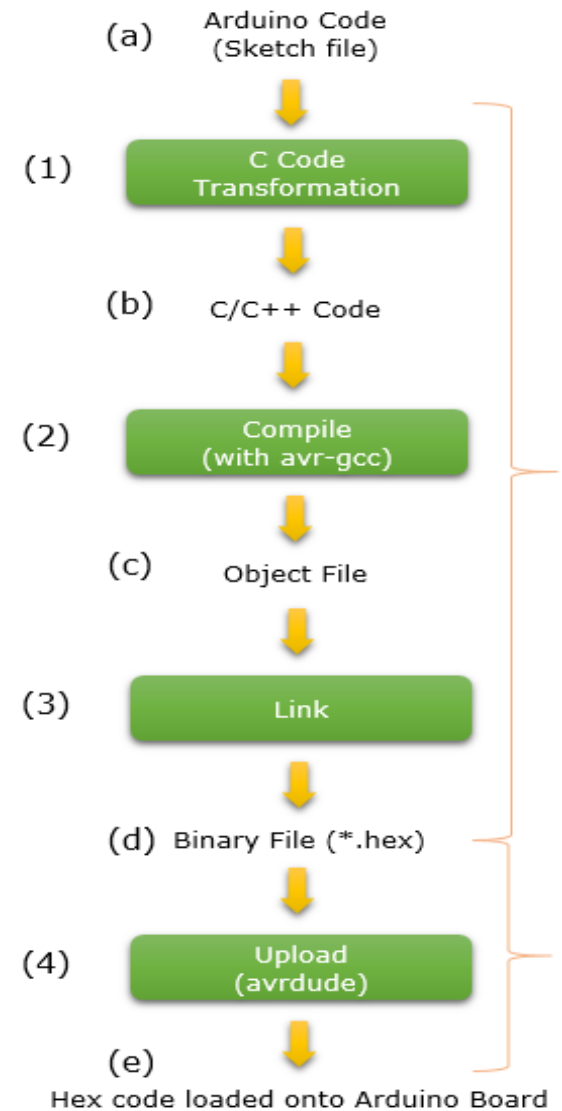 (a)
Arduino Code
(Sketch file)
(1)
C Code
Transformation
(b)
C/C++ Code
(2)
Compile
(with avr-gcc)
(c)
Object File
(3)
Link
(d)
Binary File (*.hex)
(4)
Upload
(avrdude)
(e)
Hex code loaded onto Arduino Board